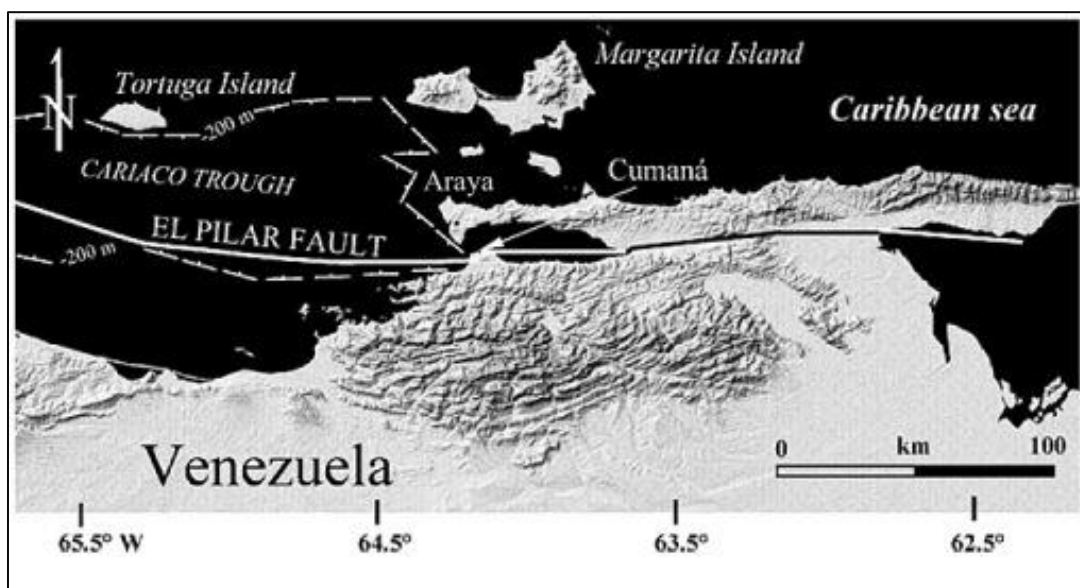 Margarita Island
Tortuga Island
N
-200 m
Caribbean sea
CARIACO TROUGH
Araya
Cumaná
EL PILAR FAULT
-200 m
Venezuela
0 km 100
65.5° W 64.5° 63.5° 62.5°